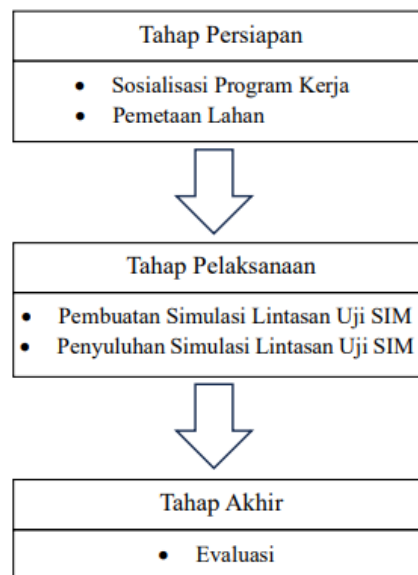 Tahap Persiapan
• Sosialisasi Program Kerja
• Pemetaan Lahan
Tahap Pelaksanaan
• Pembuatan Simulasi Lintasan Uji SIM
• Penyuluhan Simulasi Lintasan Uji SIM
Tahap Akhir
• Evaluasi